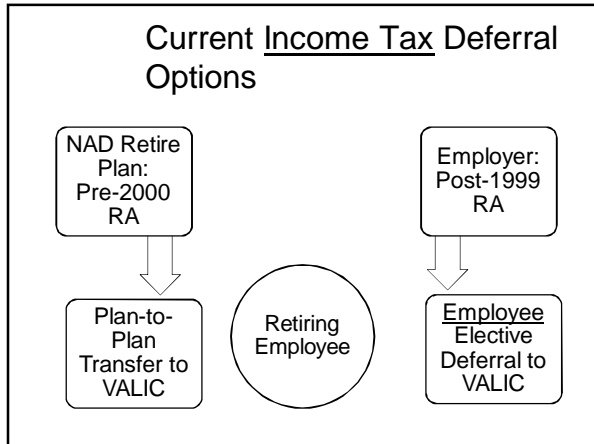 Current Income Tax Deferral
Options
NAD Retire
Plan:
Pre-2000
RA
Employer:
Post-1999
RA
Plan-to-
Plan
Transfer to
VALIC
Retiring
Employee
Employee
Elective
Deferral to
VALIC